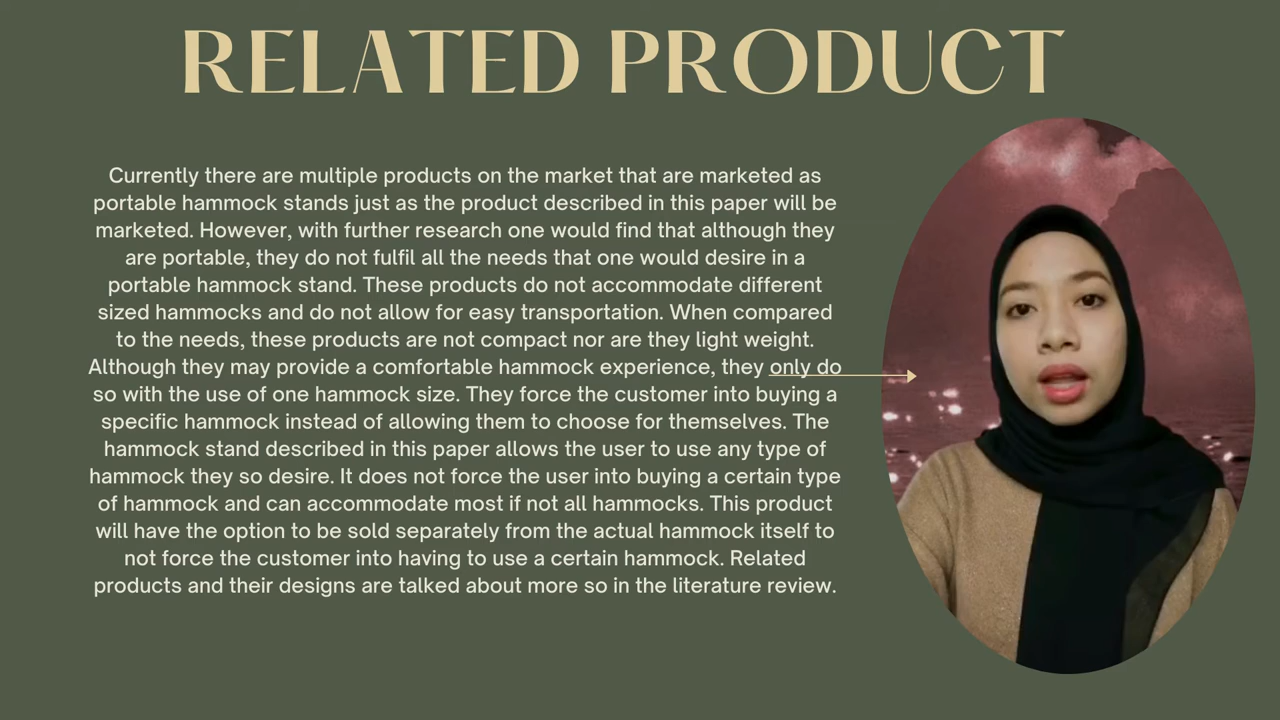 RELATED PRODUCT
Currently there are multiple products on the market that are marketed as
portable hammock stands just as the product described in this paper will be
marketed. However, with further research one would find that although they
are portable, they do not fulfil all the needs that one would desire in a
portable hammock stand. These products do not accommodate different
sized hammocks and do not allow for easy transportation. When compared
to the needs, these products are not compact nor are they light weight.
Although they may provide a comfortable hammock experience, they only do
so with the use of one hammock size. They force the customer into buying a
specific hammock instead of allowing them to choose for themselves. The
hammock stand described in this paper allows the user to use any type of
hammock they so desire. It does not force the user into buying a certain type
of hammock and can accommodate most if not all hammocks. This product
will have the option to be sold separately from the actual hammock itself to
not force the customer into having to use a certain hammock. Related
products and their designs are talked about more so in the literature review.